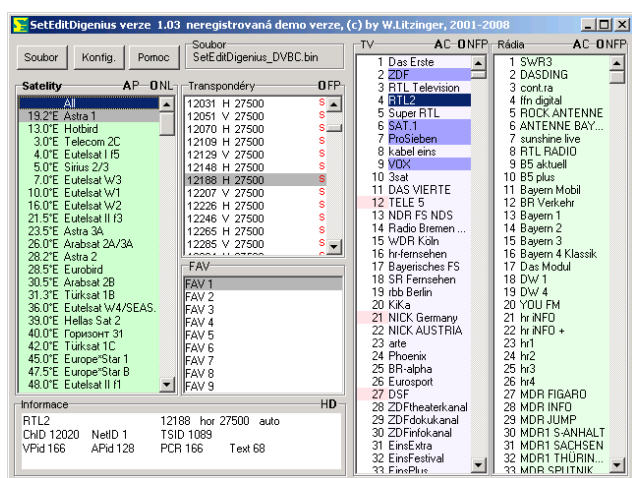 SetEditDigenius verze 1.03 neregistrovaná demo verze, (c) by W.Litzinger, 2001-2008
Soubor Konfig. Pomoc
Soubor
SetEditDigenius_DVBC.bin
Satelity AP ONL
All
19.2°E Astra 1
13.0°E Hotbird
3.0°E Telecom 2C
4.0°E Eutelsat I f5
5.0°E Sirius 2/3
7.0°E Eutelsat W3
10.0°E Eutelsat W1
16.0°E Eutelsat W2
21.5°E Eutelsat II f3
23.5°E Astra 3A
26.0°E Arabsat 2A/3A
28.2°E Astra 2
28.5°E Eurobird
30.5°E Arabsat 2B
31.3°E Türksat 1B
36.0°E Eutelsat W4/SEAS.
39.0°E Hellas Sat 2
40.0°E Горизонт 31
42.0°E Türksat 1C
45.0°E Europe*Star 1
47.5°E Europe*Star B
48.0°E Eutelsat II f1
Transpondéry OFP
12031 H 27500 S
12051 V 27500 S
12070 H 27500 S
12109 H 27500 S
12129 V 27500 S
12148 H 27500 S
12188 H 27500 S
12207 V 27500 S
12226 H 27500 S
12246 V 27500 S
12265 H 27500 S
12285 V 27500 S
FAV
FAV 1
FAV 2
FAV 3
FAV 4
FAV 5
FAV 6
FAV 7
FAV 8
FAV 9
Informace HD
RTL2 12188 hor 27500 auto
ChID 12020 NetID 1 TSID 1089
VPid 166 APid 128 PCR 166 Text 68
TV AC ONFP
1 Das Erste
2 ZDF
3 RTL Television
4 RTL2
5 Super RTL
6 SAT.1
7 ProSieben
8 kabel eins
9 VOX
10 3sat
11 DAS VIERTE
12 TELE 5
13 NDR FS NDS
14 Radio Bremen ...
15 WDR Köln
16 hr-fernsehen
17 Bayerisches FS
18 SR Fernsehen
19 rbb Berlin
20 KiKa
21 NICK Germany
22 NICK AUSTRIA
23 arte
24 Phoenix
25 BR-alpha
26 Eurosport
27 DSF
28 ZDFtheaterkanal
29 ZDFdokukanal
30 ZDFinfokanal
31 EinsExtra
32 EinsFestival
33 EinsPlus
Rádia AC ONFP
1 SWR3
2 DASDING
3 cont.ra
4 ffn digital
5 ROCK ANTENNE
6 ANTENNE BAY...
7 sunshine live
8 RTL RADIO
9 B5 aktuell
10 B5 plus
11 Bayern Mobil
12 BR Verkehr
13 Bayern 1
14 Bayern 2
15 Bayern 3
16 Bayern 4 Klassik
17 Das Modul
18 DW 1
19 DW 4
20 YOU FM
21 hr iNFO
22 hr iNFO +
23 hr1
24 hr2
25 hr3
26 hr4
27 MDR FIGARO
28 MDR INFO
29 MDR JUMP
30 MDR1 S-ANHALT
31 MDR1 SACHSEN
32 MDR1 THÜRIN...
33 MDR SPUTNIK